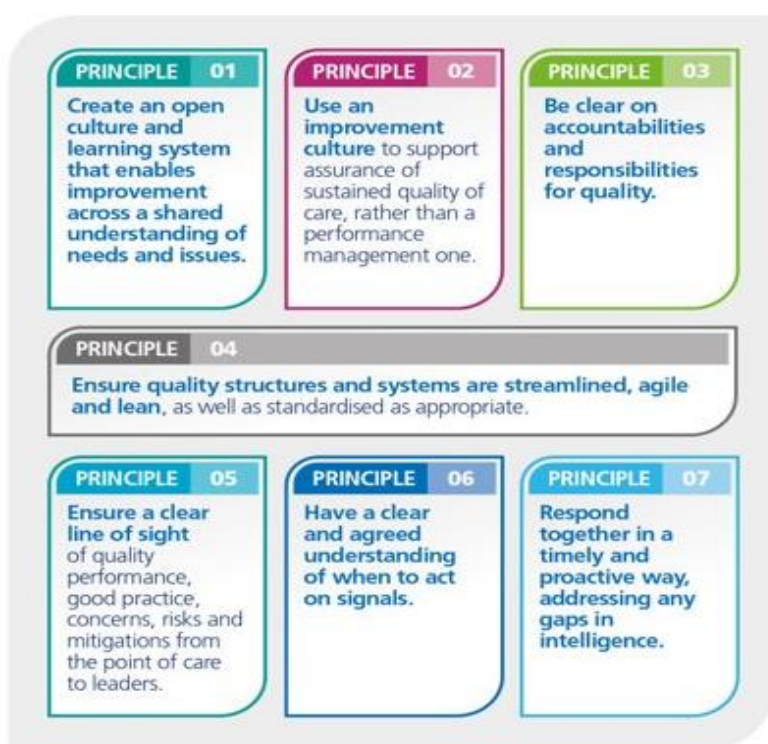 PRINCIPLE 01
Create an open
culture and
learning system
that enables
improvement
across a shared
understanding of
needs and issues.
PRINCIPLE 02
Use an
improvement
culture to support
assurance of
sustained quality of
care, rather than a
performance
management one.
PRINCIPLE 03
Be clear on
accountabilities
and
responsibilities
for quality.
PRINCIPLE 04
Ensure quality structures and systems are streamlined, agile
and lean, as well as standardised as appropriate.
PRINCIPLE 05
Ensure a clear
line of sight
of quality
performance,
good practice,
concerns, risks and
mitigations from
the point of care
to leaders.
PRINCIPLE 06
Have a clear
and agreed
understanding
of when to act
on signals.
PRINCIPLE 07
Respond
together in a
timely and
proactive way,
addressing any
gaps in
intelligence.